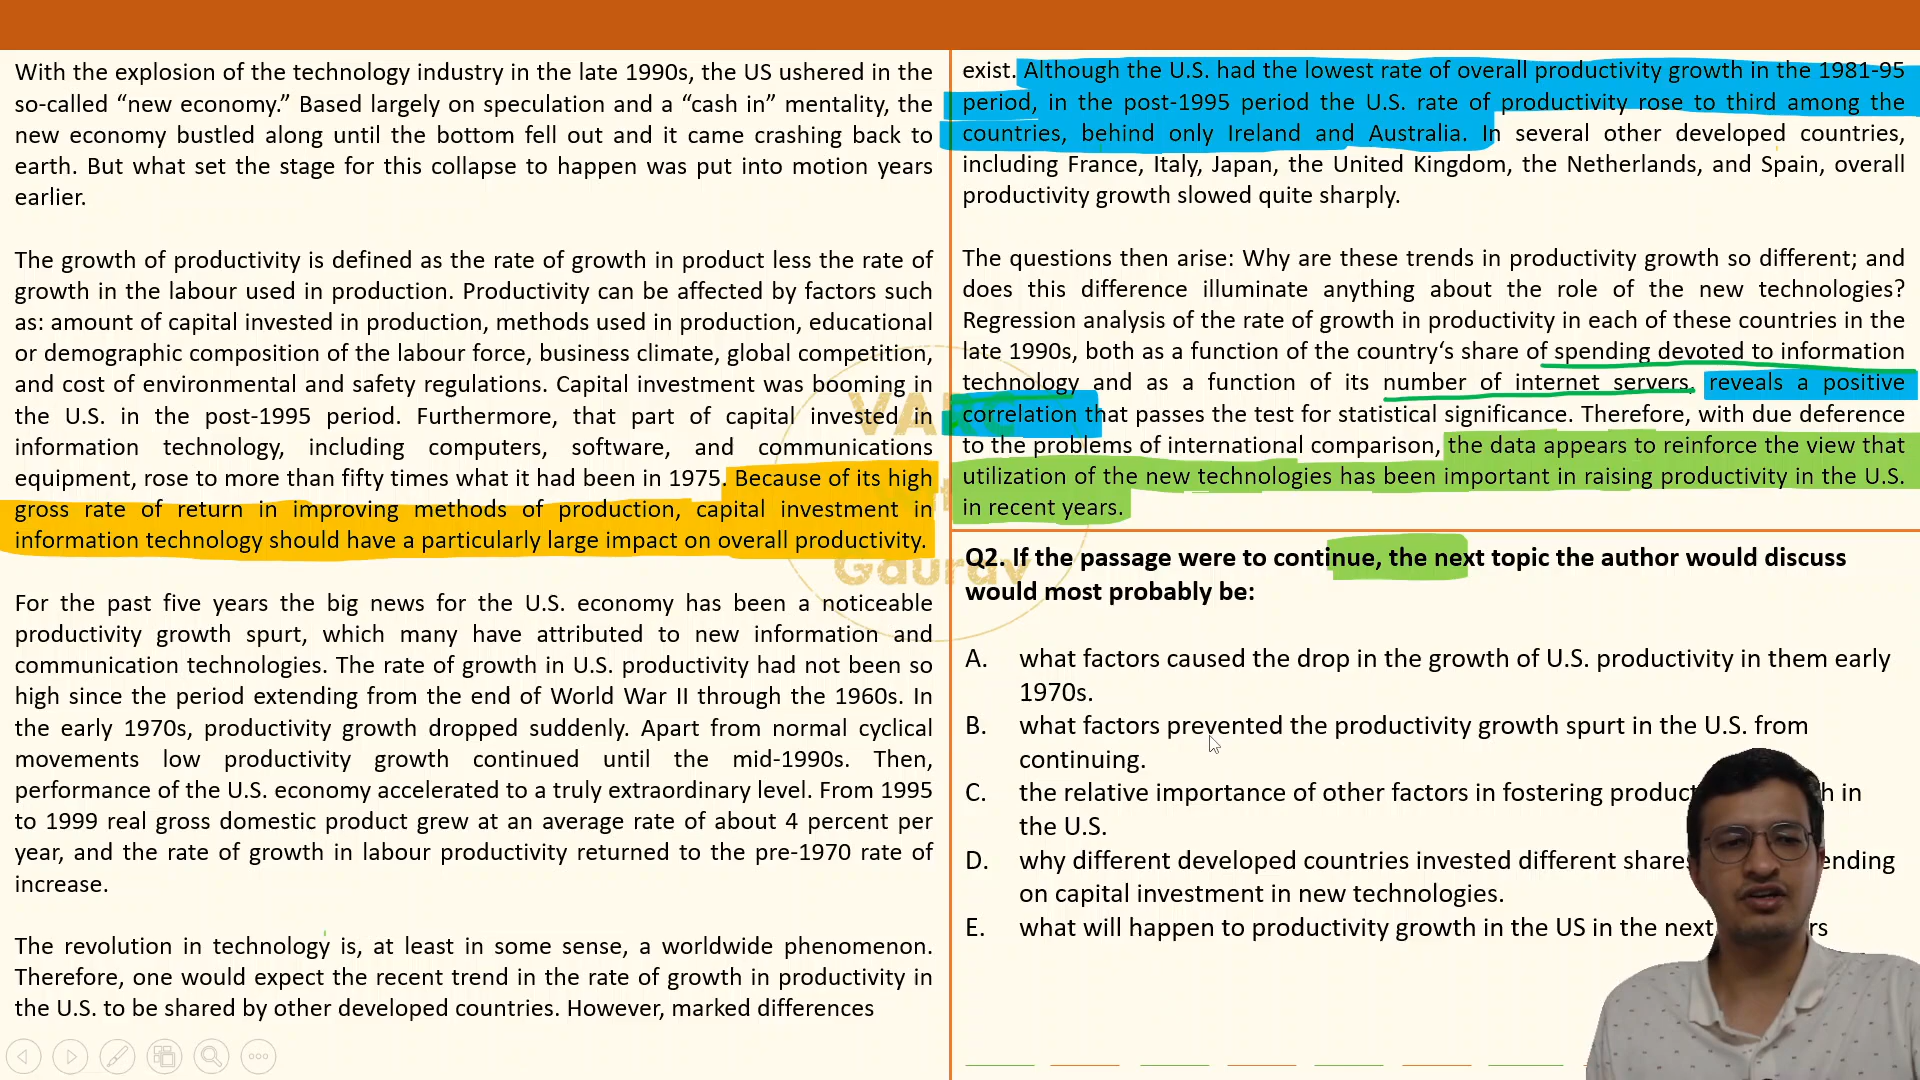 With the explosion of the technology industry in the late 1990s, the US ushered in the
so-called “new economy.” Based largely on speculation and a “cash in” mentality, the
new economy bustled along until the bottom fell out and it came crashing back to
earth. But what set the stage for this collapse to happen was put into motion years
earlier.
The growth of productivity is defined as the rate of growth in product less the rate of
growth in the labour used in production. Productivity can be affected by factors such
as: amount of capital invested in production, methods used in production, educational
or demographic composition of the labour force, business climate, global competition,
and cost of environmental and safety regulations. Capital investment was booming in
the U.S. in the post-1995 period. Furthermore, that part of capital invested in
information technology, including computers, software, and communications
equipment, rose to more than fifty times what it had been in 1975. Because of its high
gross rate of return in improving methods of production, capital investment in
information technology should have a particularly large impact on overall productivity.
For the past five years the big news for the U.S. economy has been a noticeable
productivity growth spurt, which many have attributed to new information and
communication technologies. The rate of growth in U.S. productivity had not been so
high since the period extending from the end of World War II through the 1960s. In
the early 1970s, productivity growth dropped suddenly. Apart from normal cyclical
movements low productivity growth continued until the mid-1990s. Then,
performance of the U.S. economy accelerated to a truly extraordinary level. From 1995
to 1999 real gross domestic product grew at an average rate of about 4 percent per
year, and the rate of growth in labour productivity returned to the pre-1970 rate of
increase.
The revolution in technology is, at least in some sense, a worldwide phenomenon.
Therefore, one would expect the recent trend in the rate of growth in productivity in
the U.S. to be shared by other developed countries. However, marked differences
exist. Although the U.S. had the lowest rate of overall productivity growth in the 1981-95
period, in the post-1995 period the U.S. rate of productivity rose to third among the
countries, behind only Ireland and Australia. In several other developed countries,
including France, Italy, Japan, the United Kingdom, the Netherlands, and Spain, overall
productivity growth slowed quite sharply.
The questions then arise: Why are these trends in productivity growth so different; and
does this difference illuminate anything about the role of the new technologies?
Regression analysis of the rate of growth in productivity in each of these countries in the
late 1990s, both as a function of the country‘s share of spending devoted to information
technology and as a function of its number of internet servers, reveals a positive
correlation that passes the test for statistical significance. Therefore, with due deference
to the problems of international comparison, the data appears to reinforce the view that
utilization of the new technologies has been important in raising productivity in the U.S.
in recent years.
Q2. If the passage were to continue, the next topic the author would discuss
would most probably be:
A. what factors caused the drop in the growth of U.S. productivity in them early
1970s.
B. what factors prevented the productivity growth spurt in the U.S. from
continuing.
C. the relative importance of other factors in fostering in
the U.S.
D. why different developed countries invested different
on capital investment in new technologies.
E. what will happen to productivity growth in the US in the next
Gaurav